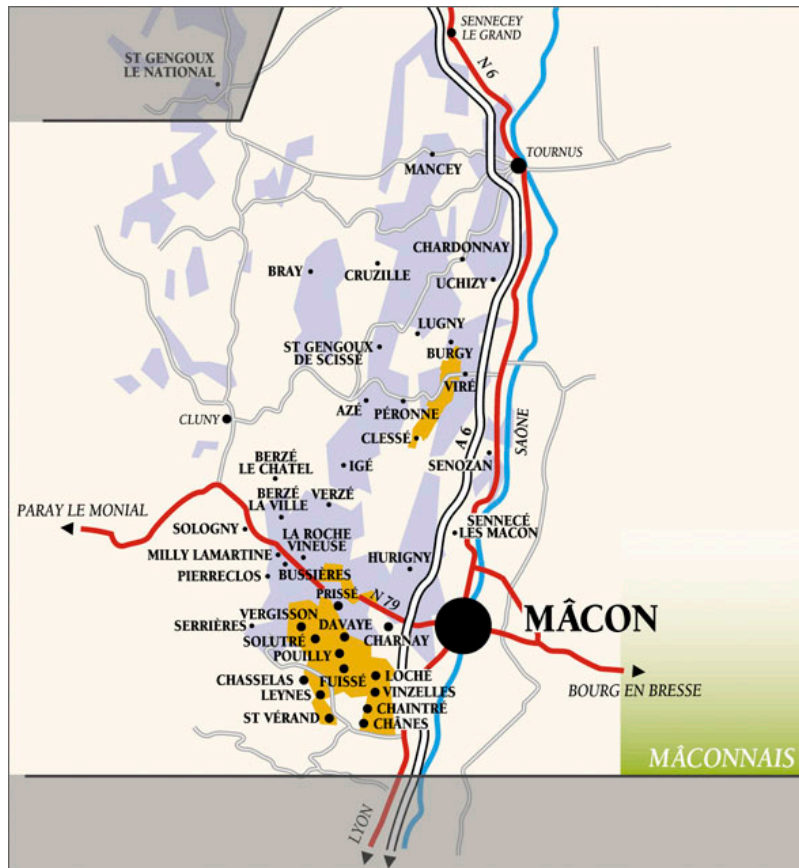 SENNECEY
LE GRAND
ST GENGOUX
LE NATIONAL
N 6
TOURNUS
MANCEY
CHARDONNAY
BRAY
CRUZILLE
UCHIZY
LUGNY
ST GENGOUX
DE SCISSÉ
BURGY
VIRÉ
AZÉ
PÉRONNE
CLUNY
CLESSÉ
A 6
SAÔNE
BERZÉ
LE CHATEL
IGÉ
SENOZAN
BERZÉ
LA VILLE
VERZÉ
PARAY LE MONIAL
SOLOGNY
LA ROCHE
VINEUSE
SENNECÉ
LES MACON
MILLY LAMARTINE
HURIGNY
PIERRECLOS
BUSSIÈRES
PRISSÉ
N 79
MÂCON
VERGISSON
SERRIÈRES
DAVAYE
CHARNAY
SOLUTRÉ
POUILLY
FUISSÉ
LOCHÉ
CHASSELAS
VINZELLES
BOURG EN BRESSE
LEYNES
CHAINTRÉ
ST VÉRAND
CHÂNES
MÂCONNAIS
LYON